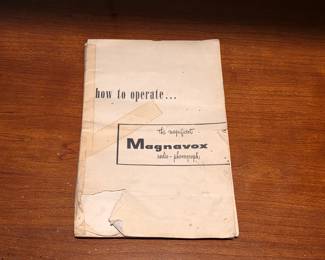 how to operate...
the magnificent
Magnavox
radio-phonograph